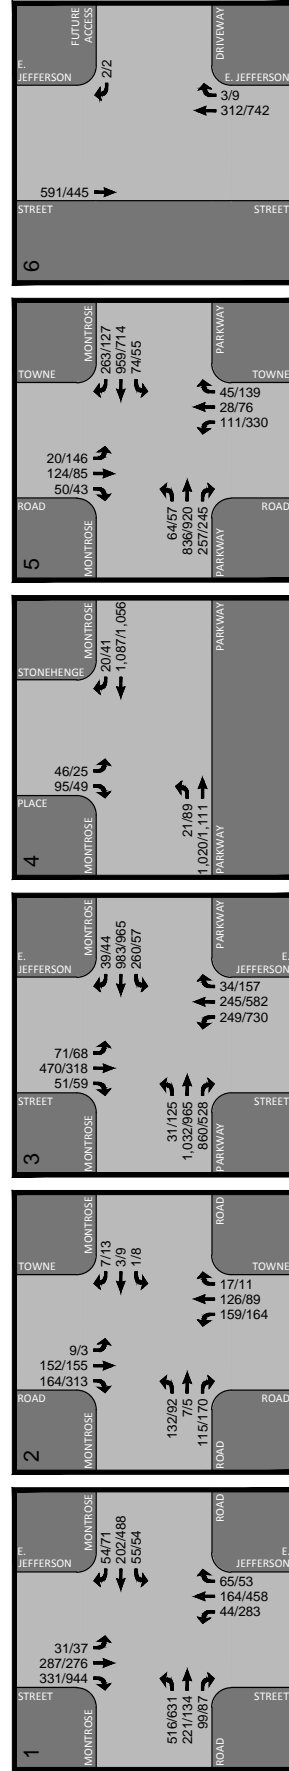 6
E.
JEFFERSON
FUTURE
ACCESS
2/2
591/445
STREET
STREET
DRIVEWAY
E. JEFFERSON
3/9
312/742
5
ROAD
MONTROSE
TOWNE
MONTROSE
20/146
124/85
50/43
263/127
959/714
74/55
64/57
836/920
257/245
45/139
28/76
111/330
PARKWAY
ROAD
PARKWAY
TOWNE
4
PLACE
MONTROSE
STONEHENGE
MONTROSE
46/25
95/49
20/41
1,087/1,056
21/89
1,020/1,111
PARKWAY
PARKWAY
3
STREET
MONTROSE
E.
JEFFERSON
MONTROSE
71/68
470/318
51/59
39/44
983/965
260/57
31/125
1,032/965
860/528
34/157
245/582
249/730
PARKWAY
STREET
PARKWAY
E.
JEFFERSON
2
ROAD
MONTROSE
TOWNE
MONTROSE
9/3
152/155
164/313
7/13
3/9
1/8
132/92
7/5
115/170
17/11
126/89
159/164
ROAD
ROAD
ROAD
TOWNE
1
STREET
MONTROSE
E.
JEFFERSON
MONTROSE
31/37
287/276
331/944
54/71
202/488
55/54
516/631
221/134
99/87
65/53
164/458
44/283
ROAD
STREET
ROAD
E.
JEFFERSON